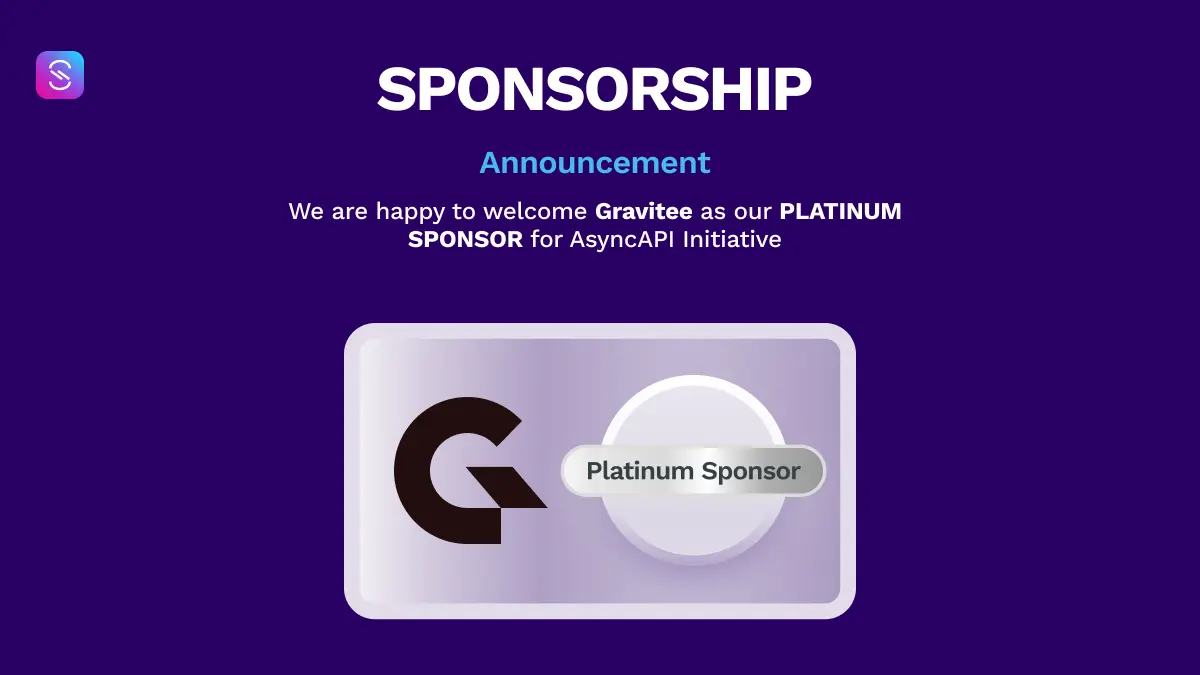 SPONSORSHIP
Announcement
We are happy to welcome Gravitee as our PLATINUM
SPONSOR for AsyncAPI Initiative
Platinum Sponsor